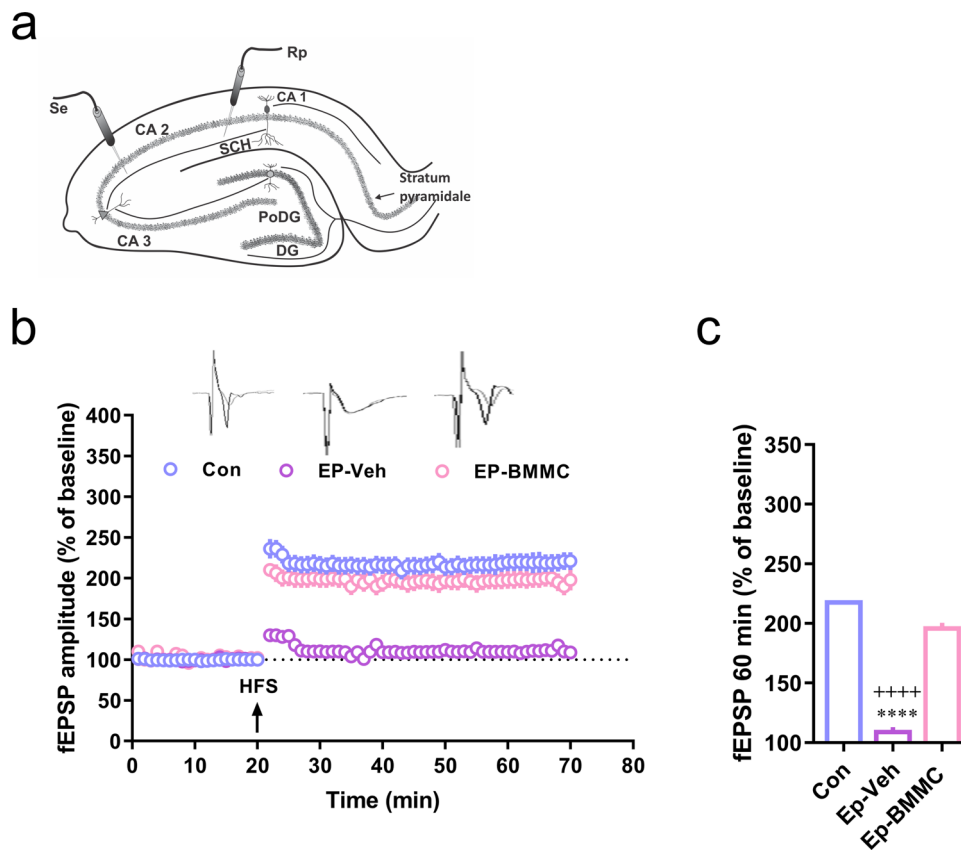 a
Rp
Se
CA 1
CA 2
SCH
Stratum
pyramidale
PoDG
CA 3
DG
b
fEPSP amplitude (% of baseline)
400
350
300
250
200
150
100
50
0
Con
EP-Veh
EP-BMMC
HFS
0
10
20
30
40
50
60
70
80
Time (min)
c
fEPSP 60 min (% of baseline)
350
300
250
200
150
100
++++
****
Con
Ep-Veh
Ep-BMMC